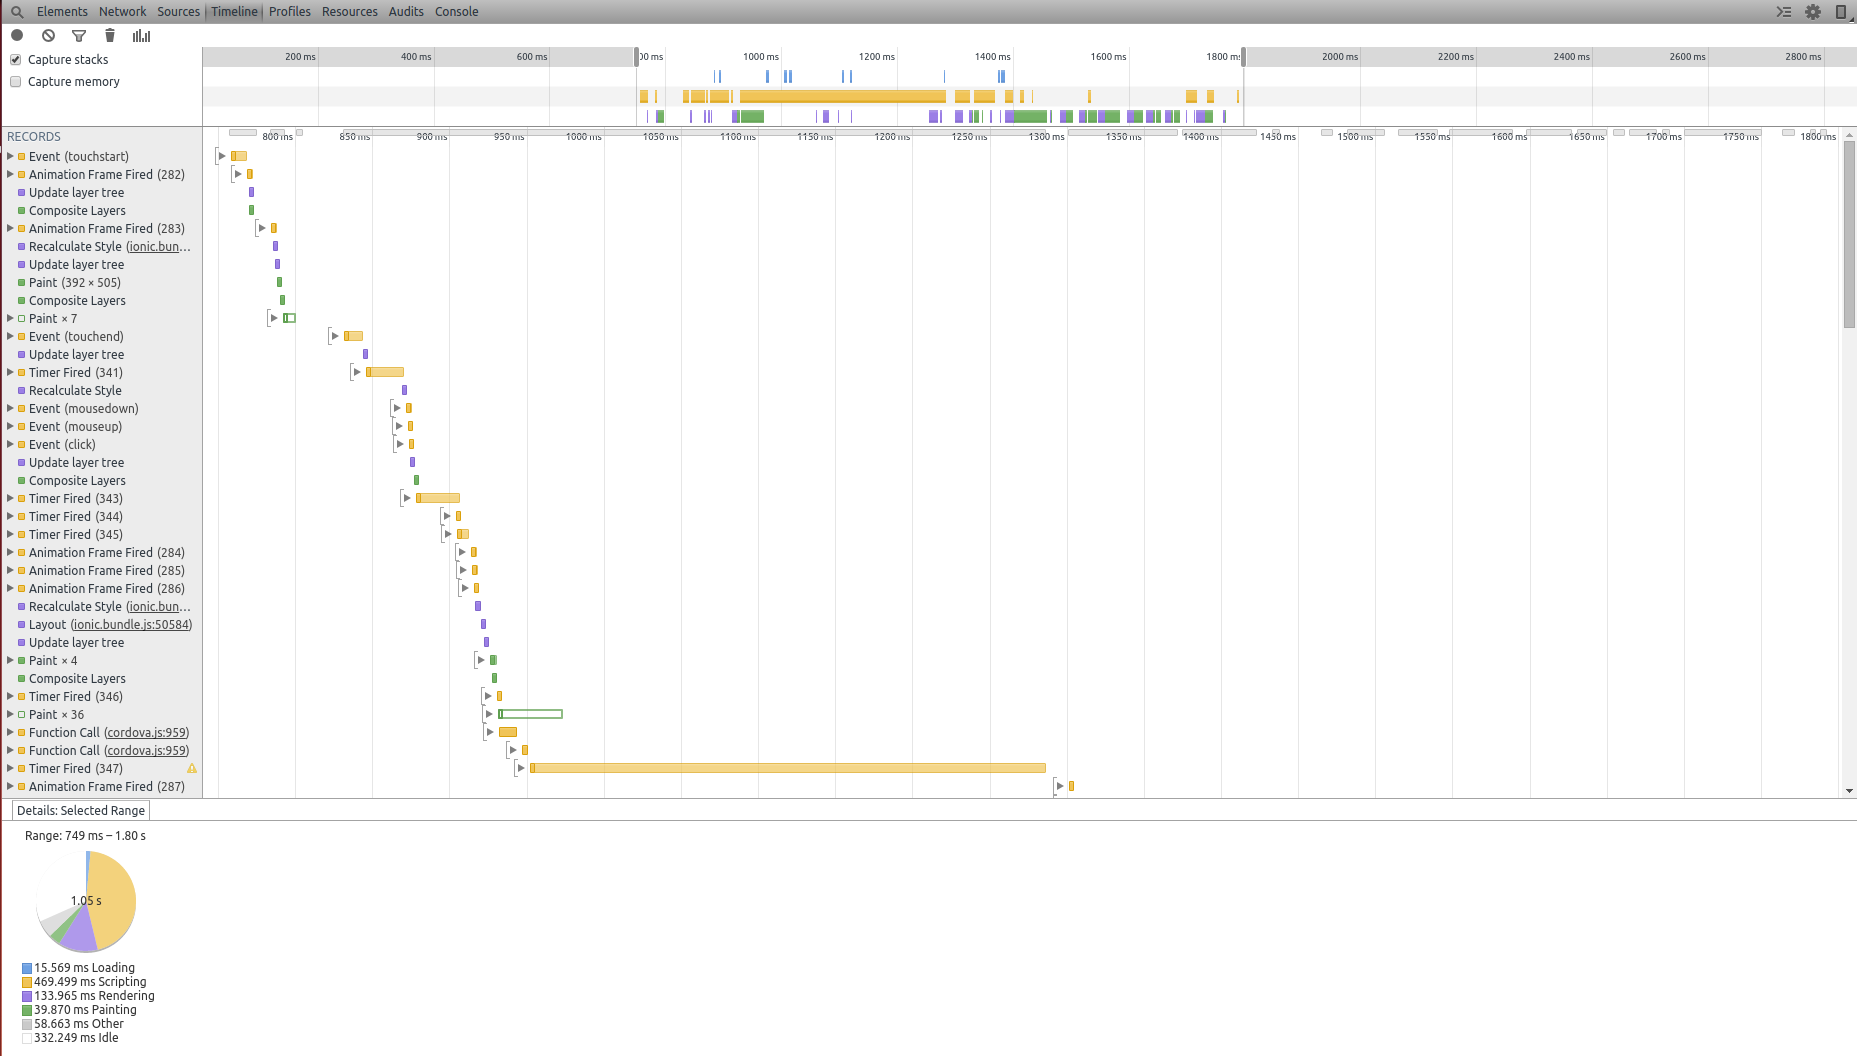 Elements Network Sources Timeline Profiles Resources Audits Console
Capture stacks
Capture memory
200 ms 400 ms 600 ms 00 ms 1000 ms 1200 ms 1400 ms 1600 ms 1800 ms 2000 ms 2200 ms 2400 ms 2600 ms 2800 ms
RECORDS
800 ms 850 ms 900 ms 950 ms 1000 ms 1050 ms 1100 ms 1150 ms 1200 ms 1250 ms 1300 ms 1350 ms 1400 ms 1450 ms 1500 ms 1550 ms 1600 ms 1650 ms 1700 ms 1750 ms 1800 ms
Event (touchstart)
Animation Frame Fired (282)
Update layer tree
Composite Layers
Animation Frame Fired (283)
Recalculate Style (ionic.bun...
Update layer tree
Paint (392 × 505)
Composite Layers
Paint × 7
Event (touchend)
Update layer tree
Timer Fired (341)
Recalculate Style
Event (mousedown)
Event (mouseup)
Event (click)
Update layer tree
Composite Layers
Timer Fired (343)
Timer Fired (344)
Timer Fired (345)
Animation Frame Fired (284)
Animation Frame Fired (285)
Animation Frame Fired (286)
Recalculate Style (ionic.bun...
Layout (ionic.bundle.js:50584)
Update layer tree
Paint × 4
Composite Layers
Timer Fired (346)
Paint × 36
Function Call (cordova.js:959)
Function Call (cordova.js:959)
Timer Fired (347)
Animation Frame Fired (287)
Details: Selected Range
Range: 749 ms – 1.80 s
1.05 s
15.569 ms Loading
469.499 ms Scripting
133.965 ms Rendering
39.870 ms Painting
58.663 ms Other
332.249 ms Idle